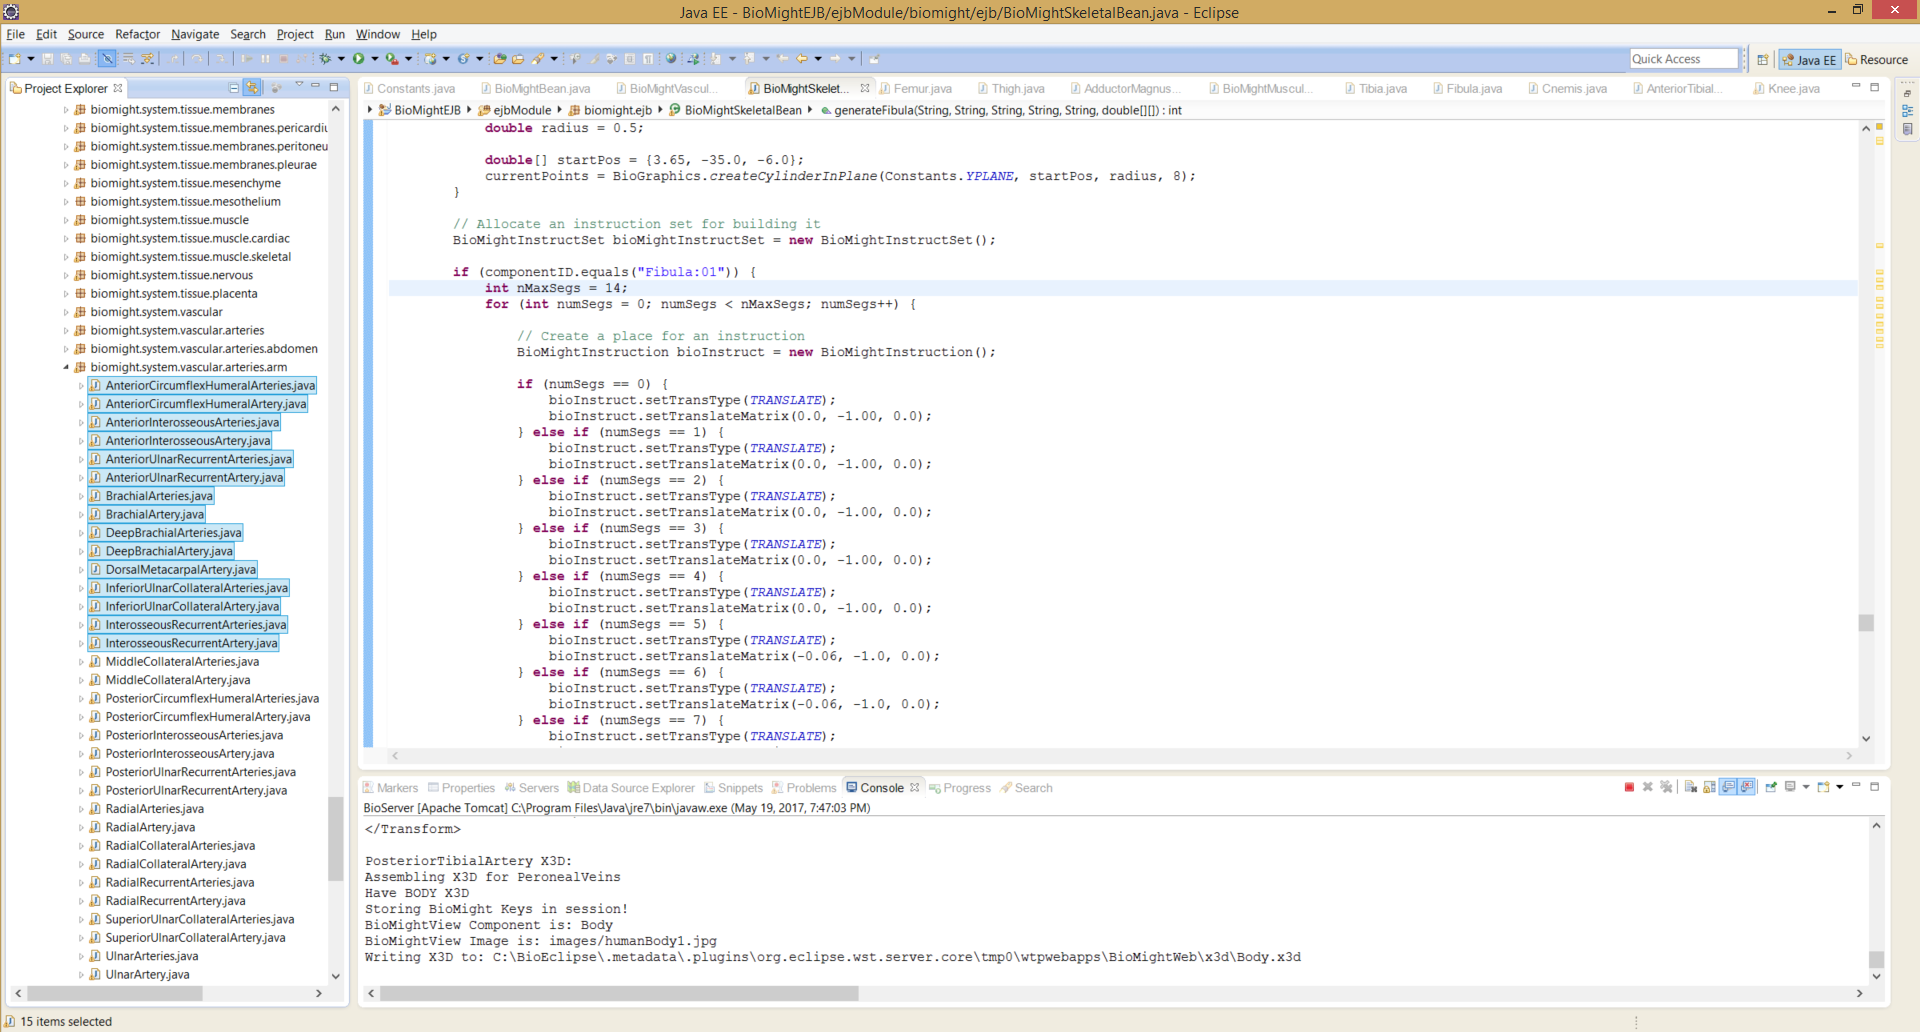 Java EE - BioMightEJB/ejbModule/biomight/ejb/BioMightSkeletalBean.java - Eclipse
File Edit Source Refactor Navigate Search Project Run Window Help
Quick Access
Java EE
Resource
Project Explorer
biomight.system.tissue.membranes
biomight.system.tissue.membranes.pericardiu
biomight.system.tissue.membranes.peritoneu
biomight.system.tissue.membranes.pleurae
biomight.system.tissue.mesenchyme
biomight.system.tissue.mesothelium
biomight.system.tissue.muscle
biomight.system.tissue.muscle.cardiac
biomight.system.tissue.muscle.skeletal
biomight.system.tissue.nervous
biomight.system.tissue.placenta
biomight.system.vascular
biomight.system.vascular.arteries
biomight.system.vascular.arteries.abdomen
biomight.system.vascular.arteries.arm
AnteriorCircumflexHumeralArteries.java
AnteriorCircumflexHumeralArtery.java
AnteriorInterosseousArteries.java
AnteriorInterosseousArtery.java
AnteriorUlnarRecurrentArteries.java
AnteriorUlnarRecurrentArtery.java
BrachialArteries.java
BrachialArtery.java
DeepBrachialArteries.java
DeepBrachialArtery.java
DorsalMetacarpalArtery.java
InferiorUlnarCollateralArteries.java
InferiorUlnarCollateralArtery.java
InterosseousRecurrentArteries.java
InterosseousRecurrentArtery.java
MiddleCollateralArteries.java
MiddleCollateralArtery.java
PosteriorCircumflexHumeralArteries.java
PosteriorCircumflexHumeralArtery.java
PosteriorInterosseousArteries.java
PosteriorInterosseousArtery.java
PosteriorUlnarRecurrentArteries.java
PosteriorUlnarRecurrentArtery.java
RadialArteries.java
RadialArtery.java
RadialCollateralArteries.java
RadialCollateralArtery.java
RadialRecurrentArteries.java
RadialRecurrentArtery.java
SuperiorUlnarCollateralArteries.java
SuperiorUlnarCollateralArtery.java
UlnarArteries.java
UlnarArtery.java
Constants.java BioMightBean.java BioMightVascul... BioMightSkelet... Femur.java Thigh.java AdductorMagnus... BioMightMuscul... Tibia.java Fibula.java Cnemis.java AnteriorTibial... Knee.java
BioMightEJB ejbModule biomight.ejb BioMightSkeletalBean generateFibula(String, String, String, String, String, double[][]) : int
double radius = 0.5;
double[] startPos = {3.65, -35.0, -6.0};
currentPoints = BioGraphics.createCylinderInPlane(Constants.YPLANE, startPos, radius, 8);
}
// Allocate an instruction set for building it
BioMightInstructSet bioMightInstructSet = new BioMightInstructSet();
if (componentID.equals("Fibula:01")) {
int nMaxSegs = 14;
for (int numSegs = 0; numSegs < nMaxSegs; numSegs++) {
// Create a place for an instruction
BioMightInstruction bioInstruct = new BioMightInstruction();
if (numSegs == 0) {
bioInstruct.setTransType(TRANSLATE);
bioInstruct.setTranslateMatrix(0.0, -1.00, 0.0);
} else if (numSegs == 1) {
bioInstruct.setTransType(TRANSLATE);
bioInstruct.setTranslateMatrix(0.0, -1.00, 0.0);
} else if (numSegs == 2) {
bioInstruct.setTransType(TRANSLATE);
bioInstruct.setTranslateMatrix(0.0, -1.00, 0.0);
} else if (numSegs == 3) {
bioInstruct.setTransType(TRANSLATE);
bioInstruct.setTranslateMatrix(0.0, -1.00, 0.0);
} else if (numSegs == 4) {
bioInstruct.setTransType(TRANSLATE);
bioInstruct.setTranslateMatrix(0.0, -1.00, 0.0);
} else if (numSegs == 5) {
bioInstruct.setTransType(TRANSLATE);
bioInstruct.setTranslateMatrix(-0.06, -1.0, 0.0);
} else if (numSegs == 6) {
bioInstruct.setTransType(TRANSLATE);
bioInstruct.setTranslateMatrix(-0.06, -1.0, 0.0);
} else if (numSegs == 7) {
bioInstruct.setTransType(TRANSLATE);
Markers Properties Servers Data Source Explorer Snippets Problems Console Progress Search
BioServer [Apache Tomcat] C:\Program Files\Java\jre7\bin\javaw.exe (May 19, 2017, 7:47:03 PM)
</Transform>
PosteriorTibialArtery X3D:
Assembling X3D for PeronealVeins
Have BODY X3D
Storing BioMight Keys in session!
BioMightView Component is: Body
BioMightView Image is: images/humanBody1.jpg
Writing X3D to: C:\BioEclipse\.metadata\.plugins\org.eclipse.wst.server.core\tmp0\wtpwebapps\BioMightWeb\x3d\Body.x3d
15 items selected